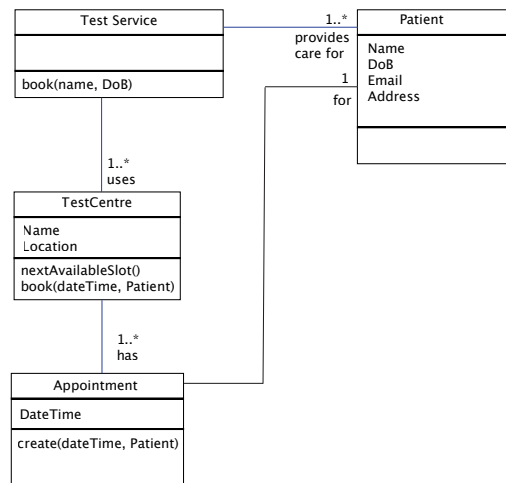 Test Service
book(name, DoB)
1..*
provides
care for
Patient
Name
DoB
Email
Address
1
for
1..*
uses
TestCentre
Name
Location
nextAvailableSlot()
book(dateTime, Patient)
1..*
has
Appointment
DateTime
create(dateTime, Patient)